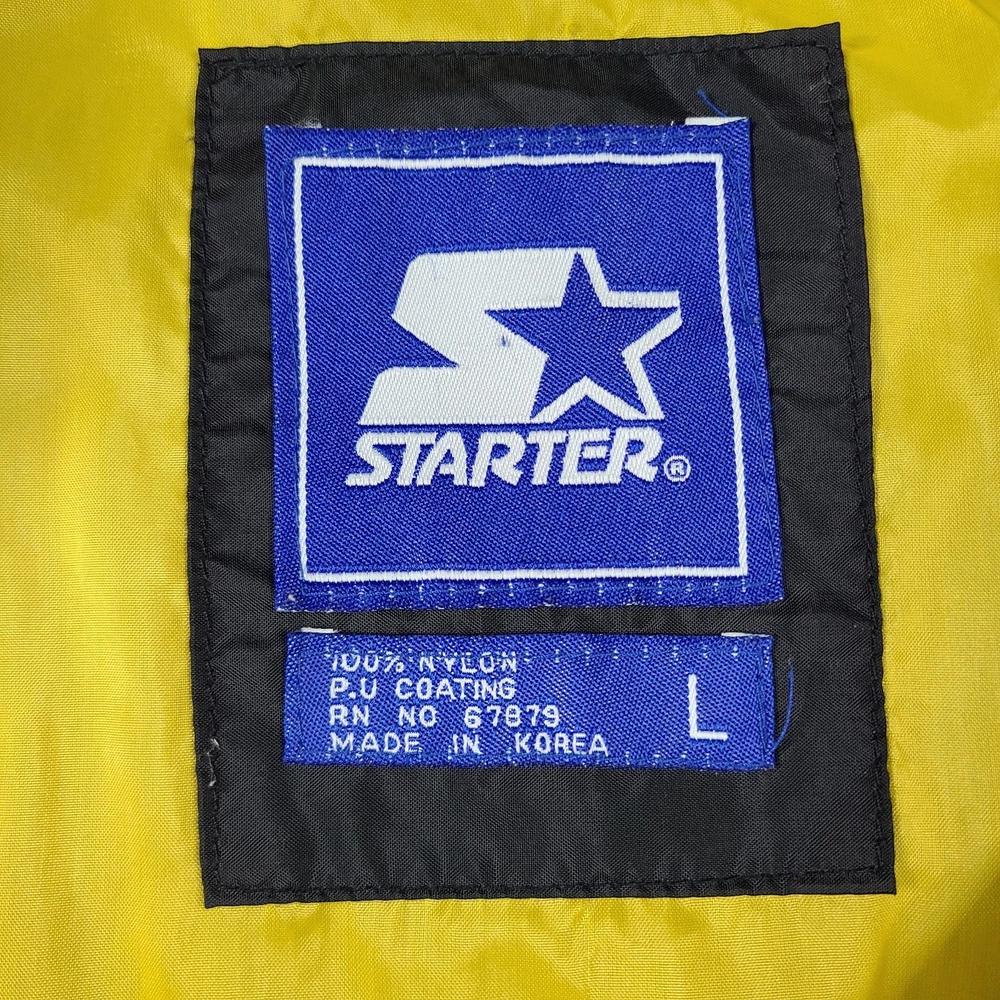 STARTER®
100% NYLON
P.U COATING
RN NO 67879
MADE IN KOREA
L